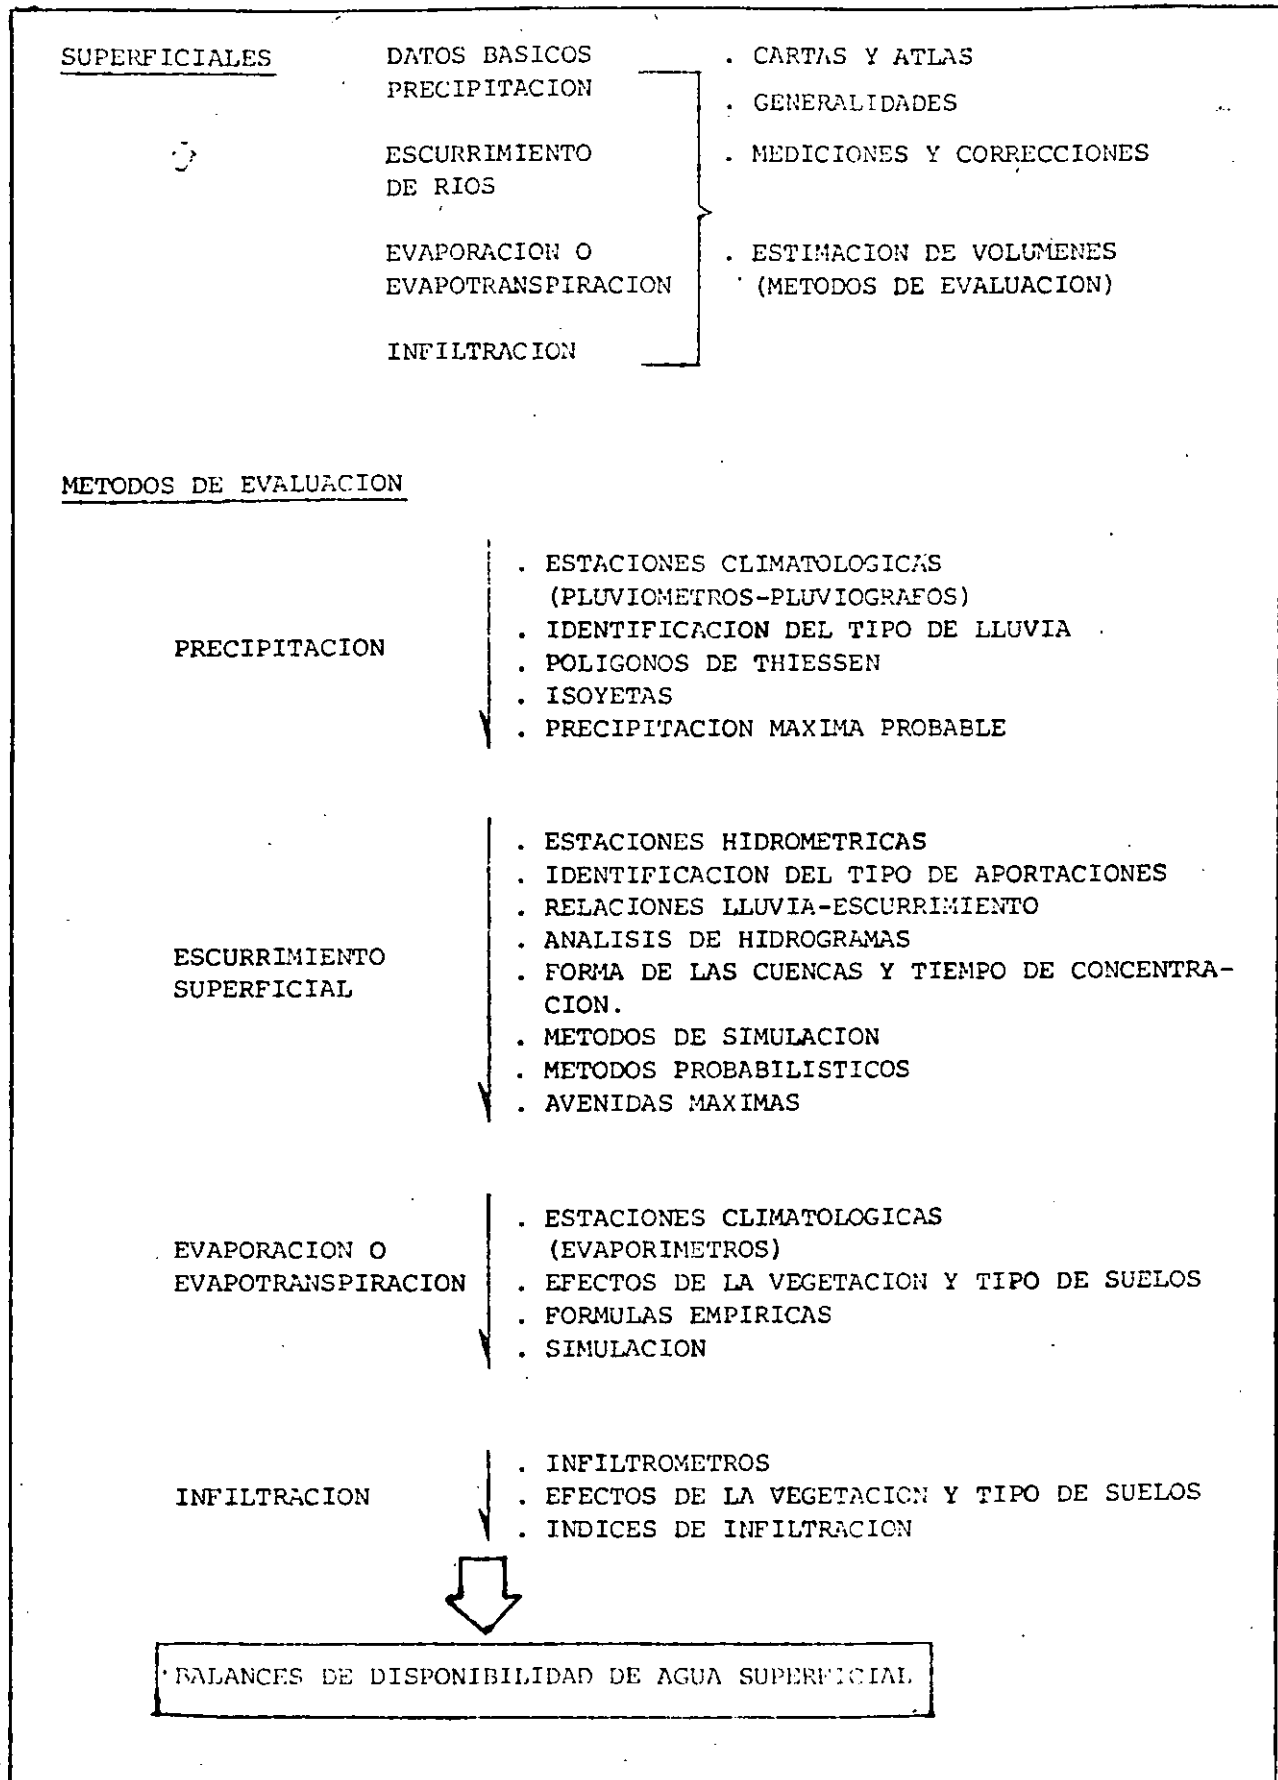 SUPERFICIALES
DATOS BASICOS
PRECIPITACION
ESCURRIMIENTO
DE RIOS
EVAPORACION O
EVAPOTRANSPIRACION
INFILTRACION
. CARTAS Y ATLAS
. GENERALIDADES
. MEDICIONES Y CORRECCIONES
. ESTIMACION DE VOLUMENES
(METODOS DE EVALUACION)
METODOS DE EVALUACION
PRECIPITACION
. ESTACIONES CLIMATOLOGICAS
(PLUVIOMETROS-PLUVIOGRAFOS)
. IDENTIFICACION DEL TIPO DE LLUVIA
. POLIGONOS DE THIESSEN
. ISOYETAS
. PRECIPITACION MAXIMA PROBABLE
ESCURRIMIENTO
SUPERFICIAL
. ESTACIONES HIDROMETRICAS
. IDENTIFICACION DEL TIPO DE APORTACIONES
. RELACIONES LLUVIA-ESCURRIMIENTO
. ANALISIS DE HIDROGRAMAS
. FORMA DE LAS CUENCAS Y TIEMPO DE CONCENTRA-
CION.
. METODOS DE SIMULACION
. METODOS PROBABILISTICOS
. AVENIDAS MAXIMAS
EVAPORACION O
EVAPOTRANSPIRACION
. ESTACIONES CLIMATOLOGICAS
(EVAPORIMETROS)
. EFECTOS DE LA VEGETACION Y TIPO DE SUELOS
. FORMULAS EMPIRICAS
. SIMULACION
INFILTRACION
. INFILTROMETROS
. EFECTOS DE LA VEGETACION Y TIPO DE SUELOS
. INDICES DE INFILTRACION
BALANCES DE DISPONIBILIDAD DE AGUA SUPERFICIAL